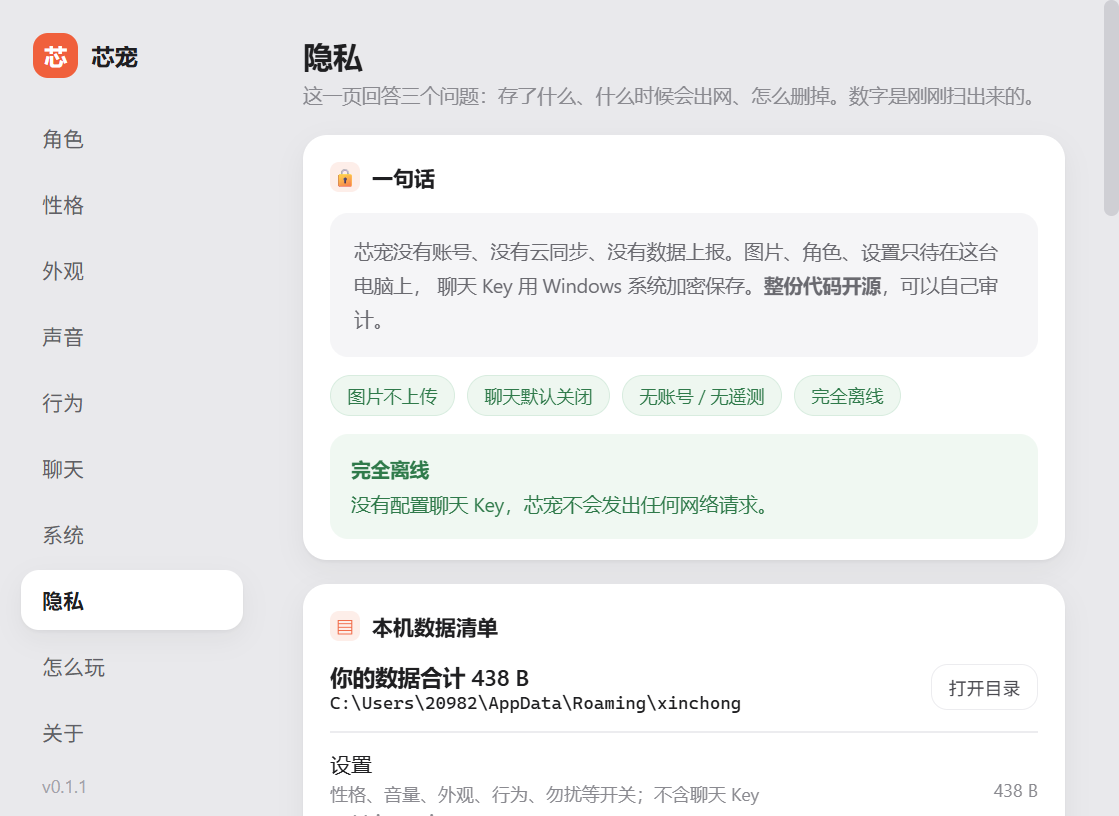 芯 芯宠
角色
性格
外观
声音
行为
聊天
系统
隐私
怎么玩
关于
v0.1.1
隐私
这一页回答三个问题：存了什么、什么时候会出网、怎么删掉。数字是刚刚扫出来的。
一句话
芯宠没有账号、没有云同步、没有数据上报。图片、角色、设置只待在这台
电脑上， 聊天 Key 用 Windows 系统加密保存。整份代码开源，可以自己审
计。
图片不上传 聊天默认关闭 无账号 / 无遥测 完全离线
完全离线
没有配置聊天 Key，芯宠不会发出任何网络请求。
本机数据清单
你的数据合计 438 B
C:\Users\20982\AppData\Roaming\xinchong
打开目录
设置
性格、音量、外观、行为、勿扰等开关；不含聊天 Key
438 B